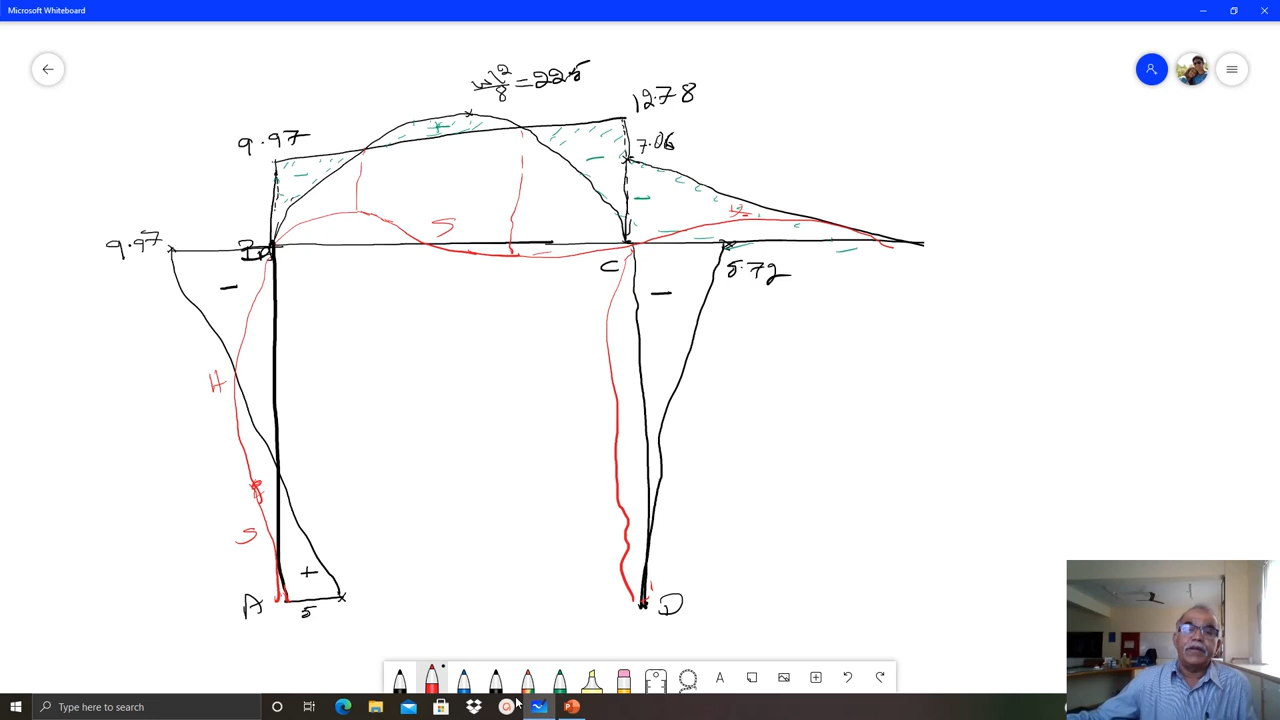 Microsoft Whiteboard
wl²/8 = 22.5
12.78
9.97
7.06
S
9.97
B
C
5.72
-
-
H
S
+
A
5
D
A
Type here to search